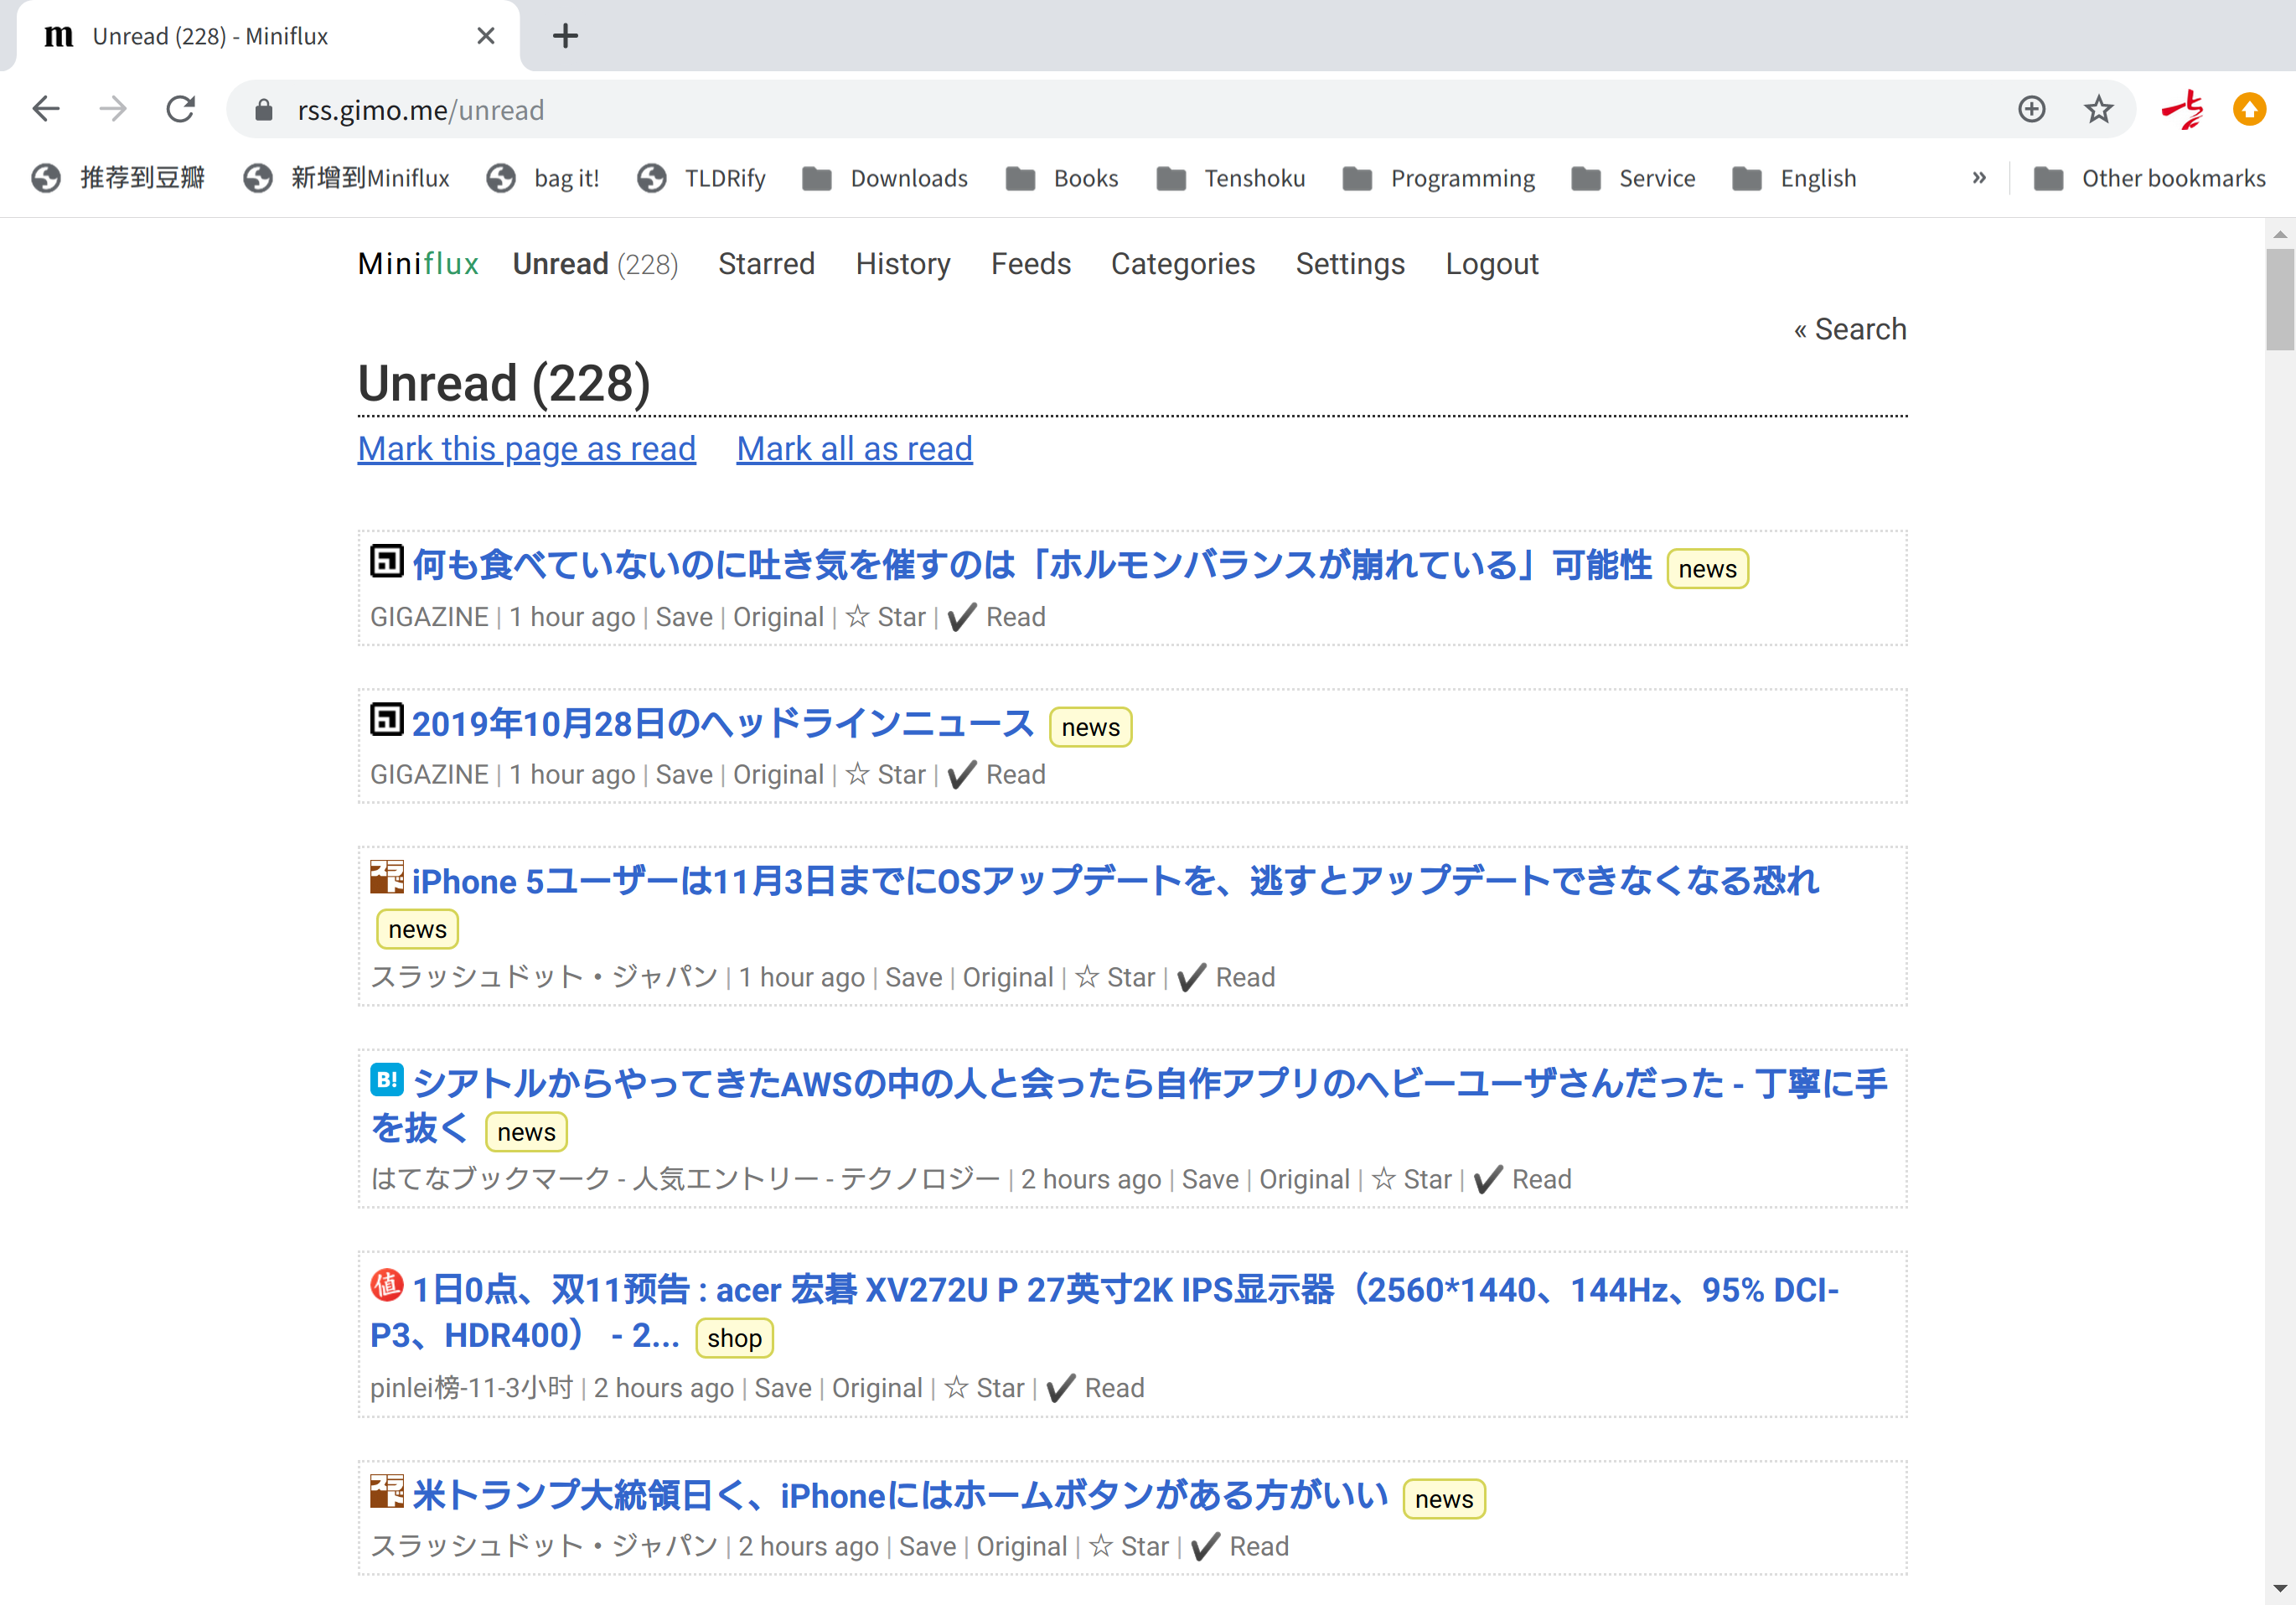 m Unread (228) - Miniflux
rss.gimo.me/unread
推荐到豆瓣 新增到Miniflux bag it! TLDRify Downloads Books Tenshoku Programming Service English » Other bookmarks
Miniflux Unread (228) Starred History Feeds Categories Settings Logout
« Search
Unread (228)
Mark this page as read Mark all as read
何も食べていないのに吐き気を催すのは「ホルモンバランスが崩れている」可能性 news
GIGAZINE | 1 hour ago | Save | Original | ☆ Star | ✔ Read
2019年10月28日のヘッドラインニュース news
GIGAZINE | 1 hour ago | Save | Original | ☆ Star | ✔ Read
iPhone 5ユーザーは11月3日までにOSアップデートを、逃すとアップデートできなくなる恐れ
news
スラッシュドット・ジャパン | 1 hour ago | Save | Original | ☆ Star | ✔ Read
B! シアトルからやってきたAWSの中の人と会ったら自作アプリのヘビーユーザさんだった - 丁寧に手
を抜く news
はてなブックマーク - 人気エントリー - テクノロジー | 2 hours ago | Save | Original | ☆ Star | ✔ Read
値 1日0点、双11预告 : acer 宏碁 XV272U P 27英寸2K IPS显示器（2560*1440、144Hz、95% DCI-
P3、HDR400） - 2... shop
pinlei榜-11-3小时 | 2 hours ago | Save | Original | ☆ Star | ✔ Read
米トランプ大統領曰く、iPhoneにはホームボタンがある方がいい news
スラッシュドット・ジャパン | 2 hours ago | Save | Original | ☆ Star | ✔ Read